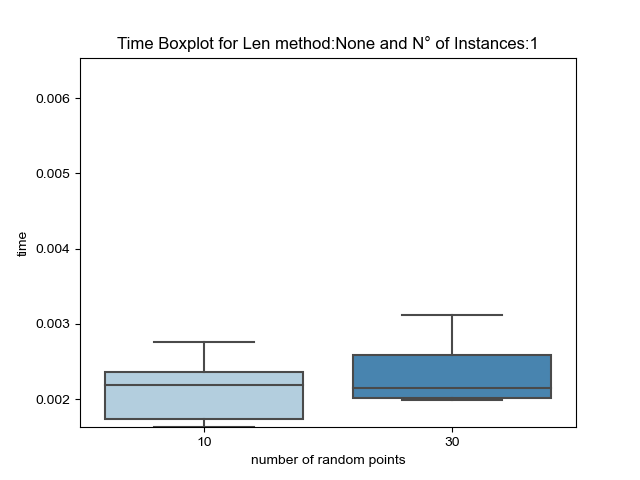 Time Boxplot for Len method:None and N° of Instances:1
0.006
0.005
0.004
0.003
0.002
time
10
30
number of random points